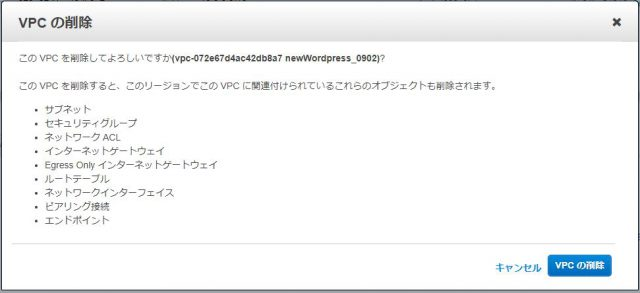 VPC の削除
この VPC を削除してよろしいですか(vpc-072e67d4ac42db8a7 newWordpress_0902)?
この VPC を削除すると、このリージョンでこの VPC に関連付けられているこれらのオブジェクトも削除されます。
サブネット
セキュリティグループ
ネットワーク ACL
インターネットゲートウェイ
Egress Only インターネットゲートウェイ
ルートテーブル
ネットワークインターフェイス
ピアリング接続
エンドポイント
キャンセル VPC の削除